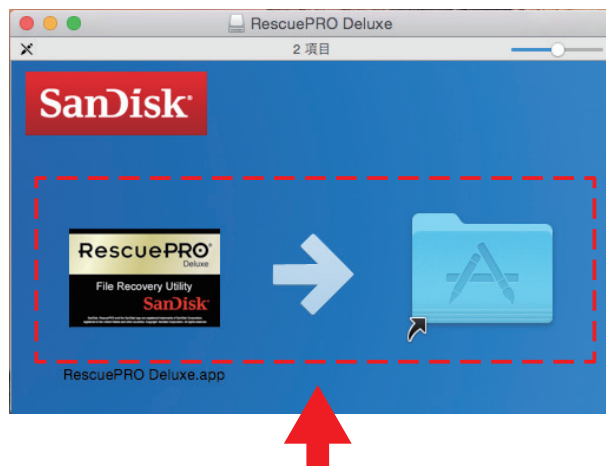 RescuePRO Deluxe
2 項目
SanDisk®
RescuePRO®
Deluxe
File Recovery Utility
SanDisk®
RescuePRO Deluxe.app